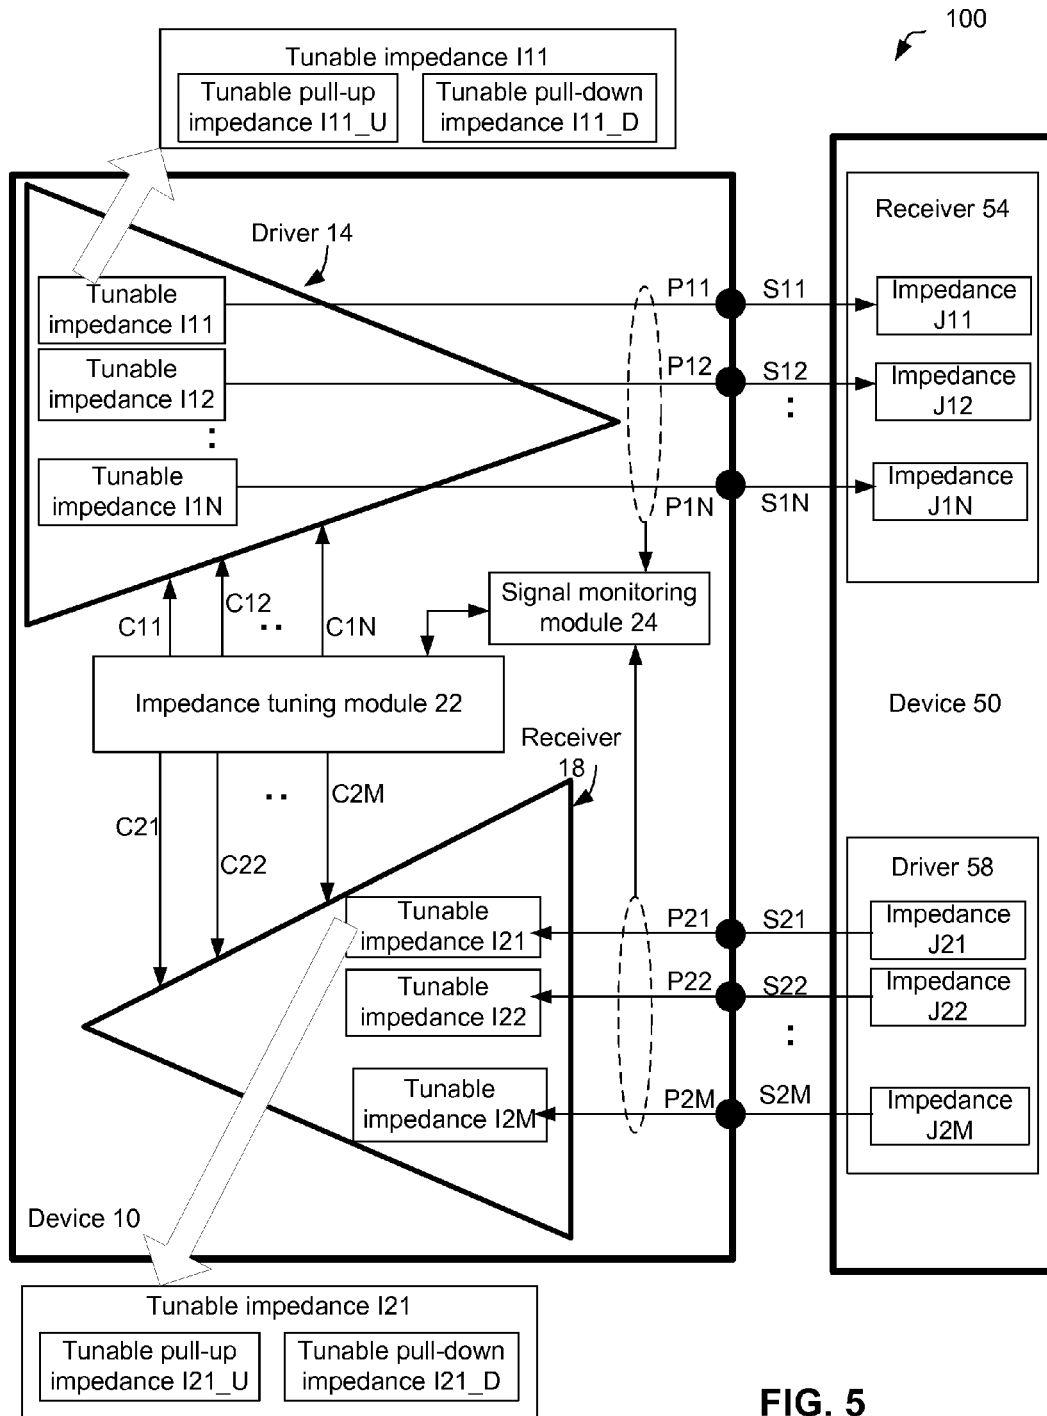 100
Tunable impedance I11
Tunable pull-up
impedance I11_U
Tunable pull-down
impedance I11_D
Driver 14
Receiver 54
Tunable
impedance I11
P11
S11
Impedance
J11
Tunable
impedance I12
P12
S12
Impedance
J12
:
:
Tunable
impedance I1N
P1N
S1N
Impedance
J1N
C11
C12
..
C1N
Signal monitoring
module 24
Impedance tuning module 22
Device 50
Receiver
18
C21
C22
..
C2M
Driver 58
Tunable
impedance I21
P21
S21
Impedance
J21
Tunable
impedance I22
P22
S22
Impedance
J22
:
Tunable
impedance I2M
P2M
S2M
Impedance
J2M
Device 10
Tunable impedance I21
Tunable pull-up
impedance I21_U
Tunable pull-down
impedance I21_D
FIG. 5